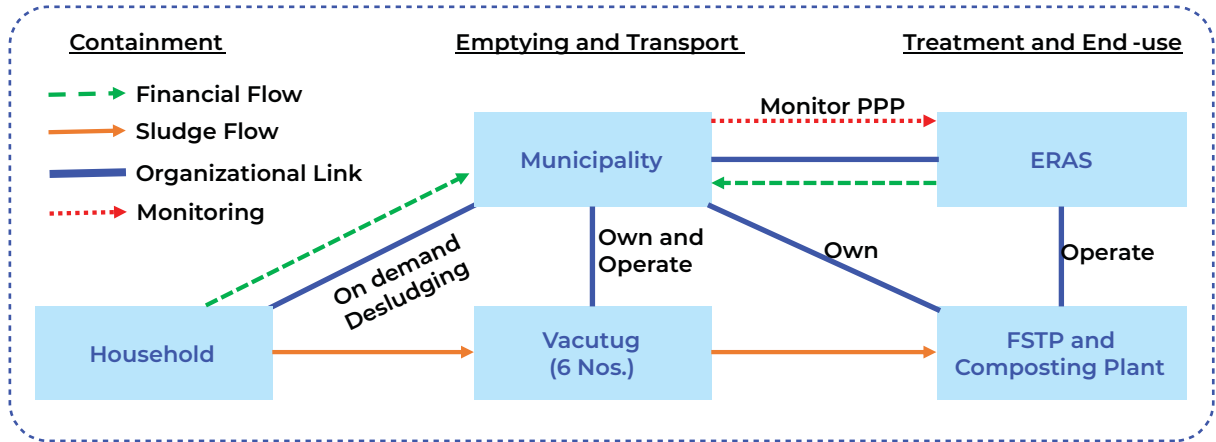 Containment
Emptying and Transport
Treatment and End -use
Financial Flow
Sludge Flow
Organizational Link
Monitoring
Monitor PPP
Municipality
ERAS
On demand
Desludging
Own and
Operate
Own
Operate
Household
Vacutug
(6 Nos.)
FSTP and
Composting Plant